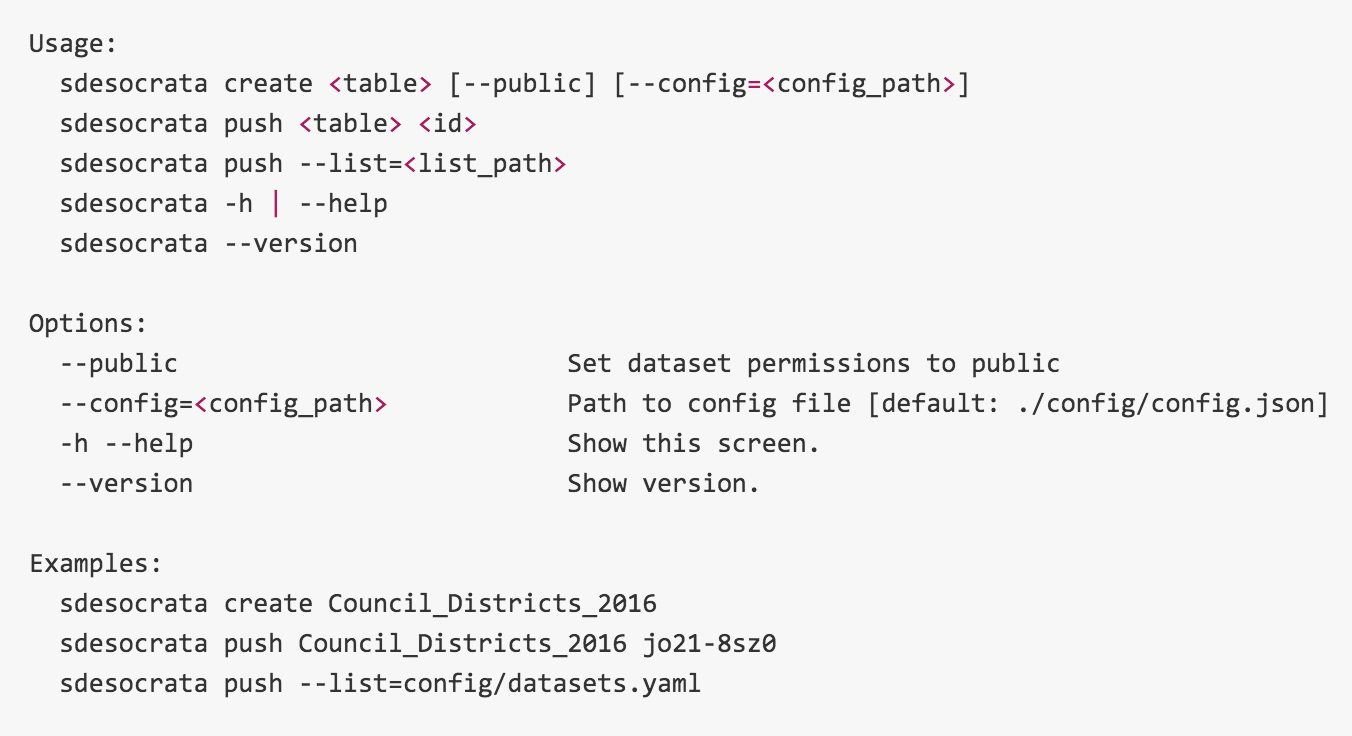 Usage:
  sdesocrata create <table> [--public] [--config=<config_path>]
  sdesocrata push <table> <id>
  sdesocrata push --list=<list_path>
  sdesocrata -h | --help
  sdesocrata --version

Options:
  --public                          Set dataset permissions to public
  --config=<config_path>            Path to config file [default: ./config/config.json]
  -h --help                         Show this screen.
  --version                         Show version.

Examples:
  sdesocrata create Council_Districts_2016
  sdesocrata push Council_Districts_2016 jo21-8sz0
  sdesocrata push --list=config/datasets.yaml